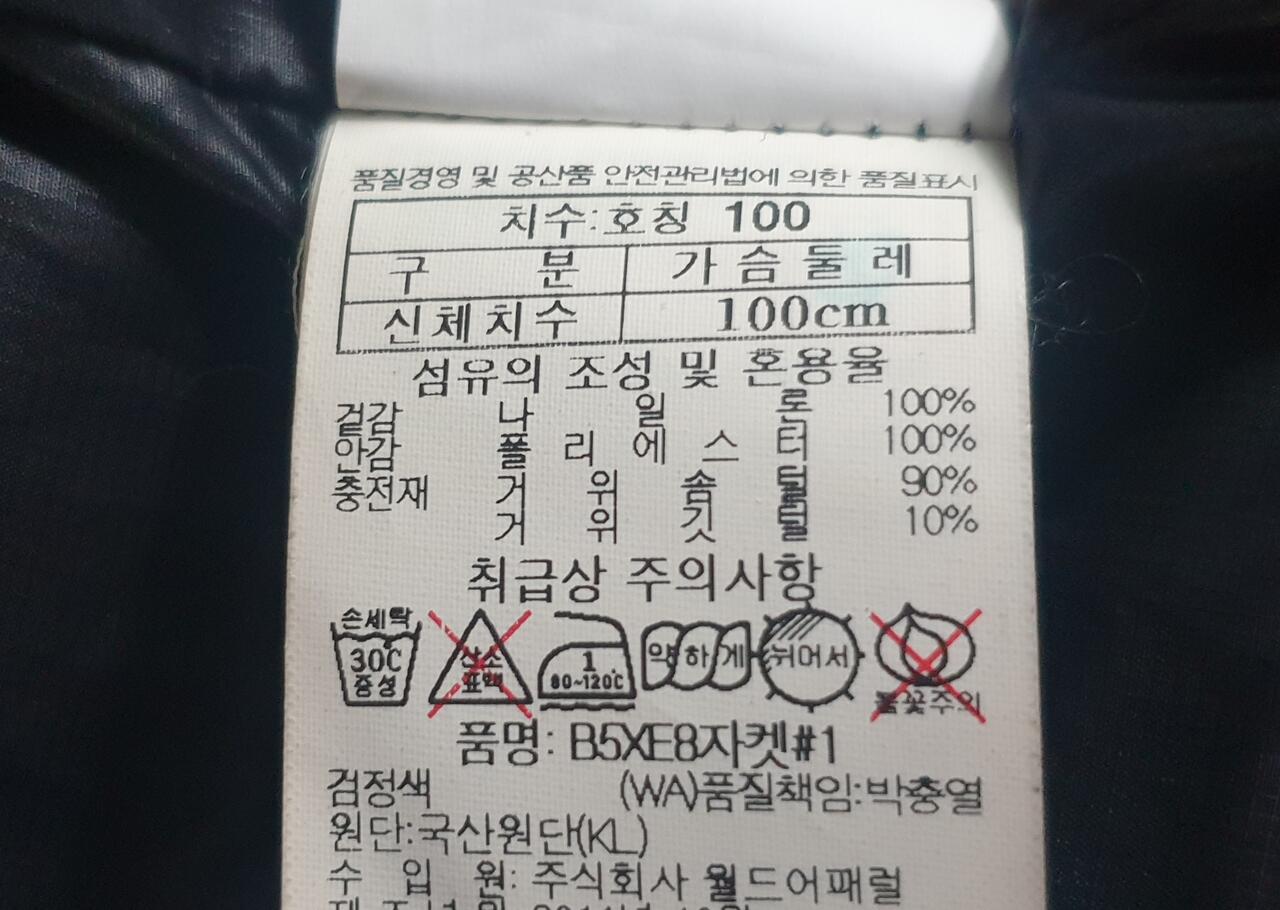 품질경영 및 공산품 안전관리법에 의한 품질표시
치수:호칭 100
구 분 가슴둘레
신체치수 100cm
섬유의 조성 및 혼용율
겉감 나 일 론 100%
안감 폴 리 에 스 터 100%
충전재 거 위 솜 털 90%
거 위 깃 털 10%
취급상 주의사항
손세탁
30℃
중성
산소
표백
1
80~120℃
약하게
뉘어서
불꽃주의
품명: B5XE8자켓#1
검정색 (WA)품질책임:박충열
원단:국산원단(KL)
수 입 원: 주식회사 월드어패럴